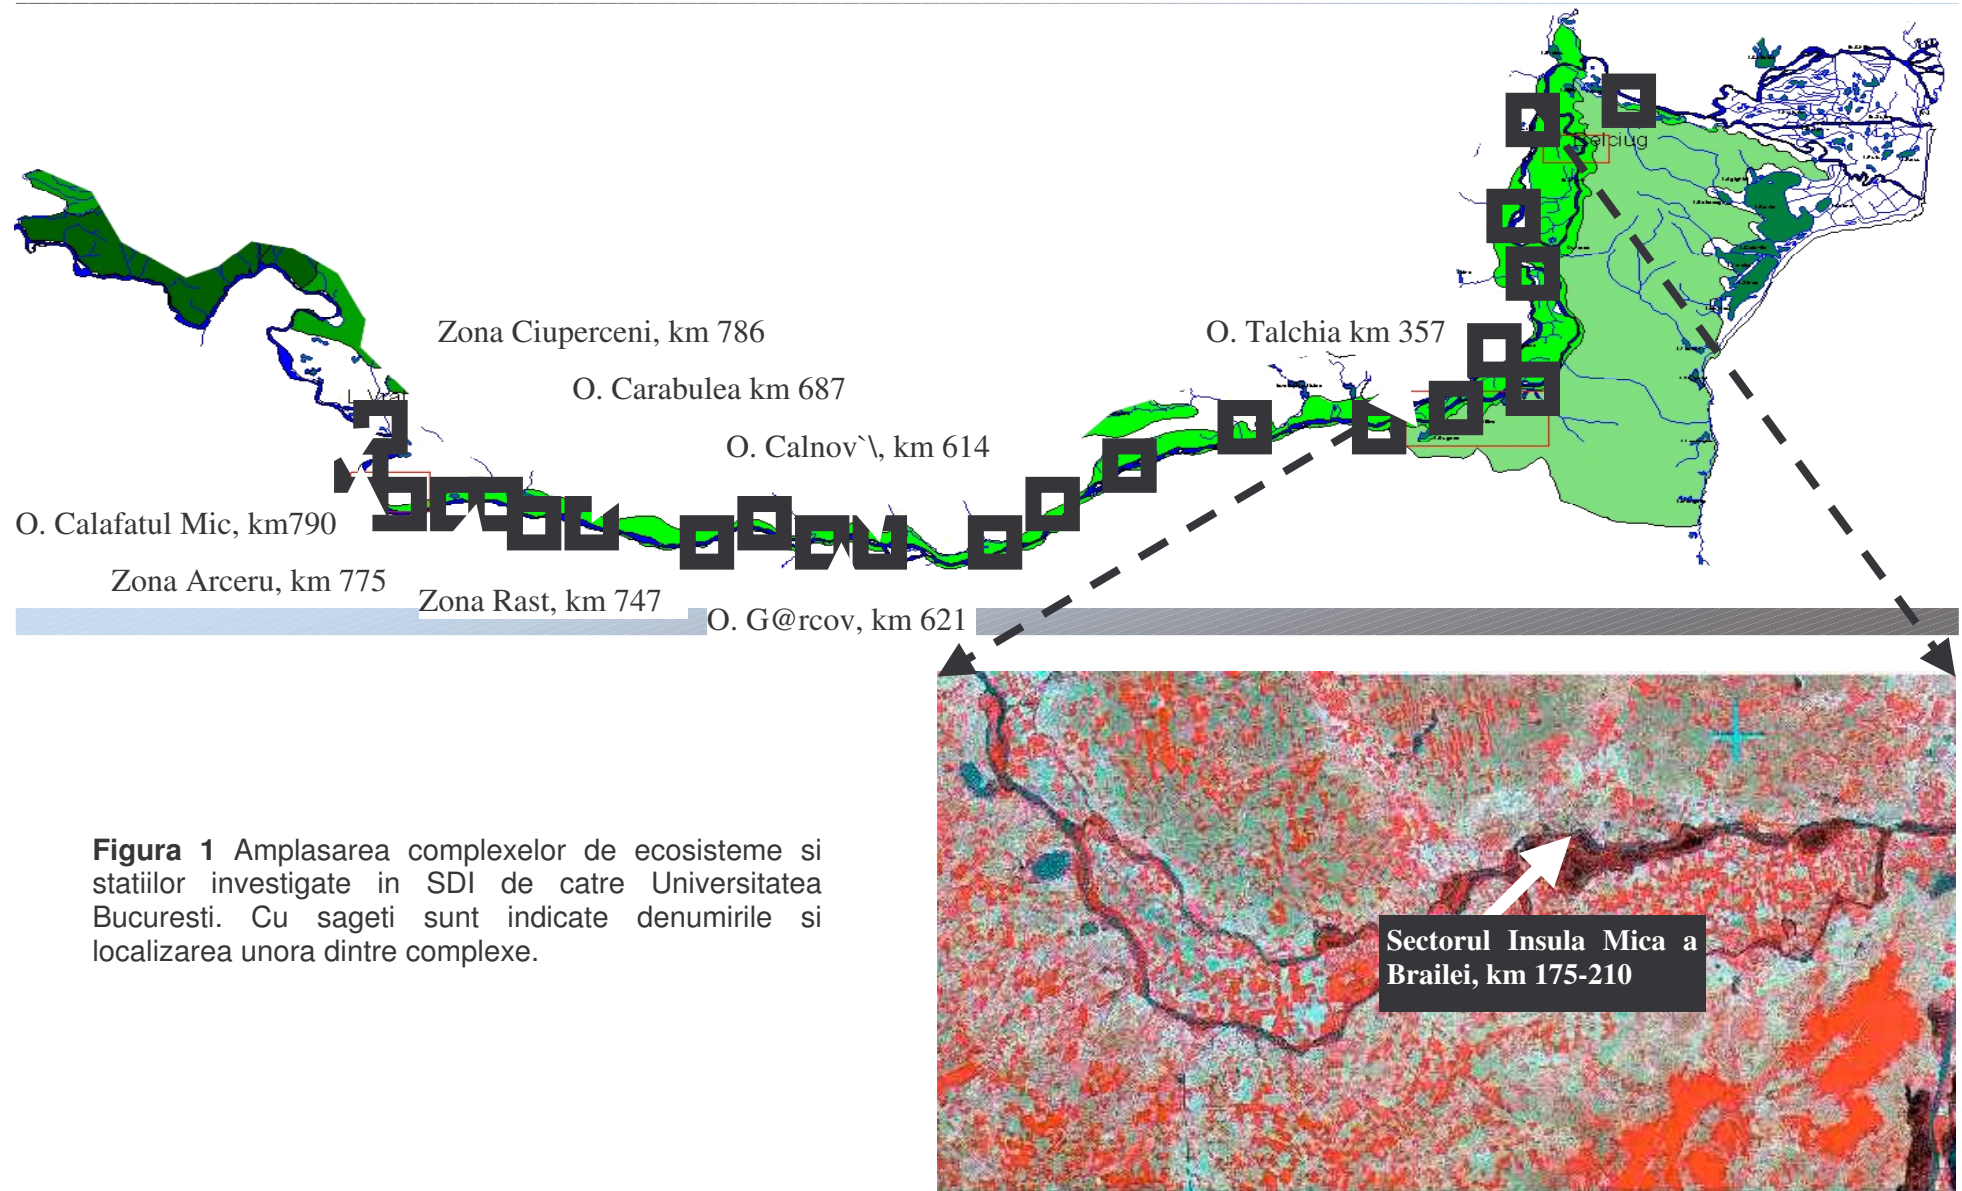 Zona Ciuperceni, km 786
O. Talchia km 357
O. Carabulea km 687
O. Calnov`\, km 614
O. Calafatul Mic, km790
Zona Arceru, km 775
Zona Rast, km 747
O. G@rcov, km 621
Figura 1 Amplasarea complexelor de ecosisteme si
statiilor investigate in SDI de catre Universitatea
Bucuresti. Cu sageti sunt indicate denumirile si
localizarea unora dintre complexe.
Sectorul Insula Mica a
Brailei, km 175-210